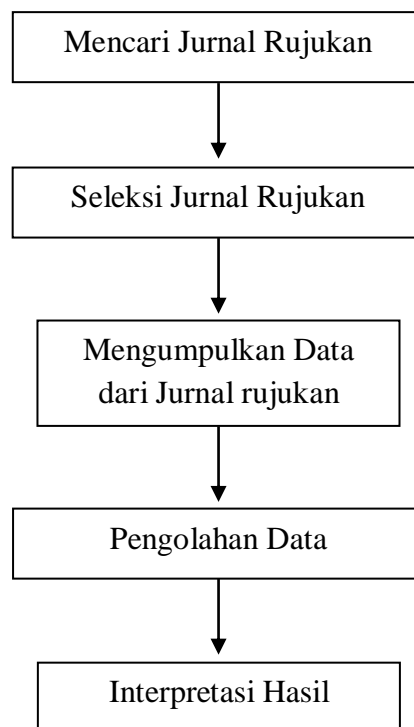 Mencari Jurnal Rujukan
Seleksi Jurnal Rujukan
Mengumpulkan Data
dari Jurnal rujukan
Pengolahan Data
Interpretasi Hasil